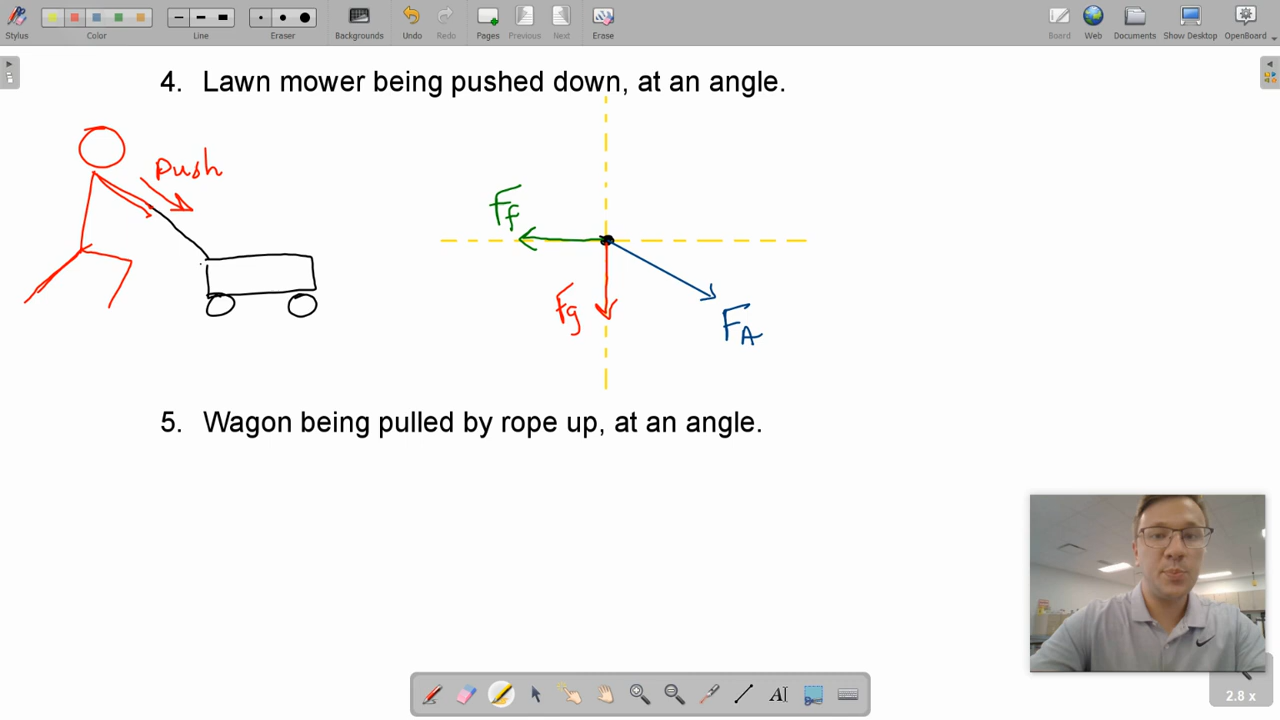 Stylus Color Line Eraser Backgrounds Undo Redo Pages Previous Next Erase Board Web Documents Show Desktop OpenBoard
4. Lawn mower being pushed down, at an angle.
Push
Ff
Fg
FA
5. Wagon being pulled by rope up, at an angle.
AI
2.8 x